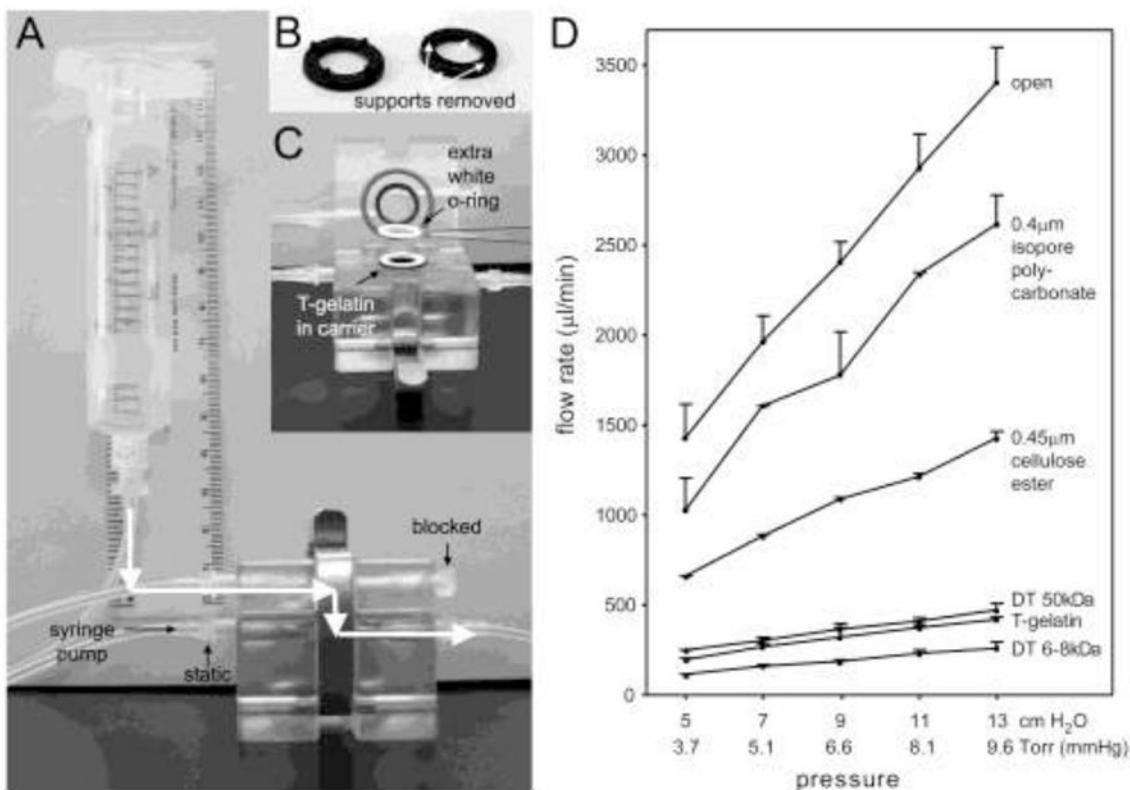 A
syringe
pump
static
blocked
B
supports removed
C
extra
white
o-ring
T-gelatin
in carrier
D
flow rate (µl/min)
3500
3000
2500
2000
1500
1000
500
0
open
0.4µm
isopore
poly-
carbonate
0.45µm
cellulose
ester
DT 50kDa
T-gelatin
DT 6-8kDa
5 7 9 11 13 cm H₂O
3.7 5.1 6.6 8.1 9.6 Torr (mmHg)
pressure